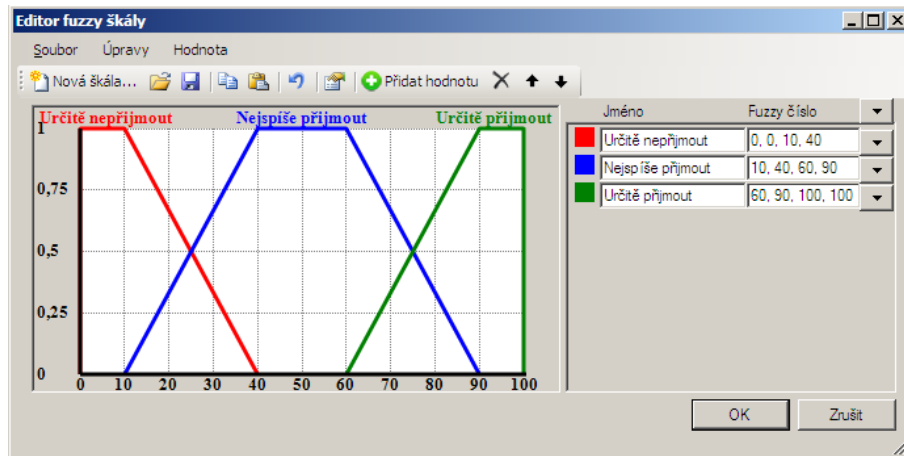 Editor fuzzy škály
Soubor Úpravy Hodnota
Nová škála... Přidat hodnotu
Určitě nepřijmout Nejspíše přijmout Určitě přijmout
1
0,75
0,5
0,25
0
0 10 20 30 40 50 60 70 80 90 100
Jméno Fuzzy číslo
Určitě nepřijmout 0, 0, 10, 40
Nejspíše přijmout 10, 40, 60, 90
Určitě přijmout 60, 90, 100, 100
OK Zrušit